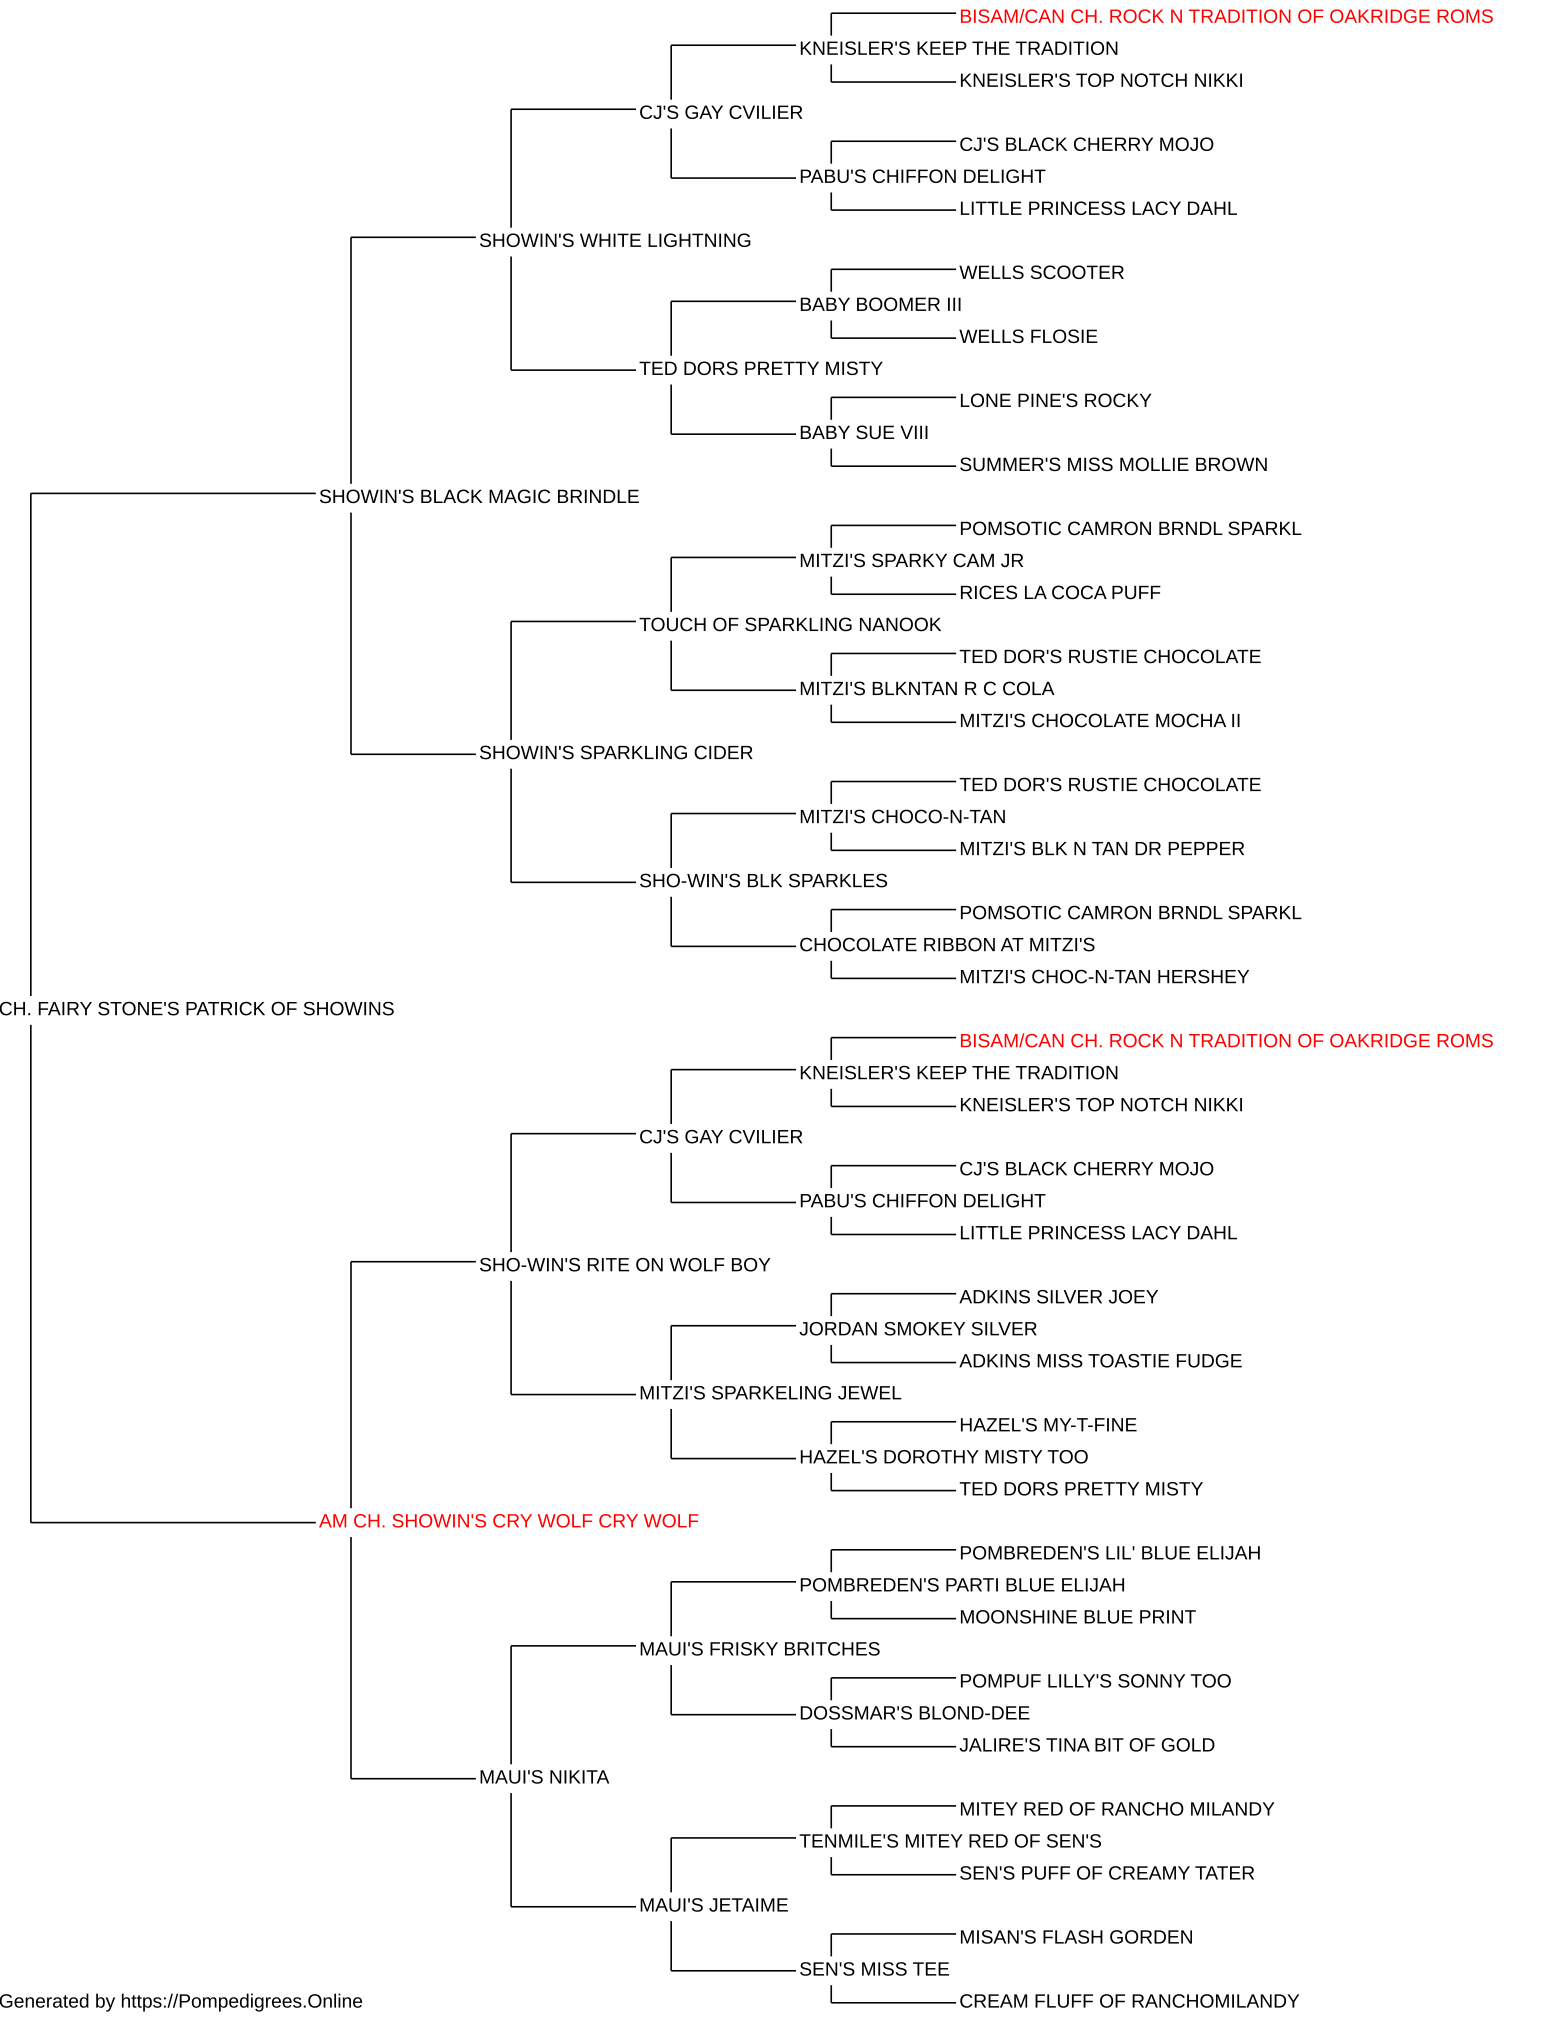 BISAM/CAN CH. ROCK N TRADITION OF OAKRIDGE ROMS
KNEISLER'S KEEP THE TRADITION
KNEISLER'S TOP NOTCH NIKKI
CJ'S GAY CVILIER
CJ'S BLACK CHERRY MOJO
PABU'S CHIFFON DELIGHT
LITTLE PRINCESS LACY DAHL
SHOWIN'S WHITE LIGHTNING
WELLS SCOOTER
BABY BOOMER III
WELLS FLOSIE
TED DORS PRETTY MISTY
LONE PINE'S ROCKY
BABY SUE VIII
SUMMER'S MISS MOLLIE BROWN
SHOWIN'S BLACK MAGIC BRINDLE
POMSOTIC CAMRON BRNDL SPARKL
MITZI'S SPARKY CAM JR
RICES LA COCA PUFF
TOUCH OF SPARKLING NANOOK
TED DOR'S RUSTIE CHOCOLATE
MITZI'S BLKNTAN R C COLA
MITZI'S CHOCOLATE MOCHA II
SHOWIN'S SPARKLING CIDER
TED DOR'S RUSTIE CHOCOLATE
MITZI'S CHOCO-N-TAN
MITZI'S BLK N TAN DR PEPPER
SHO-WIN'S BLK SPARKLES
POMSOTIC CAMRON BRNDL SPARKL
CHOCOLATE RIBBON AT MITZI'S
MITZI'S CHOC-N-TAN HERSHEY
CH. FAIRY STONE'S PATRICK OF SHOWINS
BISAM/CAN CH. ROCK N TRADITION OF OAKRIDGE ROMS
KNEISLER'S KEEP THE TRADITION
KNEISLER'S TOP NOTCH NIKKI
CJ'S GAY CVILIER
CJ'S BLACK CHERRY MOJO
PABU'S CHIFFON DELIGHT
LITTLE PRINCESS LACY DAHL
SHO-WIN'S RITE ON WOLF BOY
ADKINS SILVER JOEY
JORDAN SMOKEY SILVER
ADKINS MISS TOASTIE FUDGE
MITZI'S SPARKELING JEWEL
HAZEL'S MY-T-FINE
HAZEL'S DOROTHY MISTY TOO
TED DORS PRETTY MISTY
AM CH. SHOWIN'S CRY WOLF CRY WOLF
POMBREDEN'S LIL' BLUE ELIJAH
POMBREDEN'S PARTI BLUE ELIJAH
MOONSHINE BLUE PRINT
MAUI'S FRISKY BRITCHES
POMPUF LILLY'S SONNY TOO
DOSSMAR'S BLOND-DEE
JALIRE'S TINA BIT OF GOLD
MAUI'S NIKITA
MITEY RED OF RANCHO MILANDY
TENMILE'S MITEY RED OF SEN'S
SEN'S PUFF OF CREAMY TATER
MAUI'S JETAIME
MISAN'S FLASH GORDEN
SEN'S MISS TEE
CREAM FLUFF OF RANCHOMILANDY
Generated by https://Pompedigrees.Online